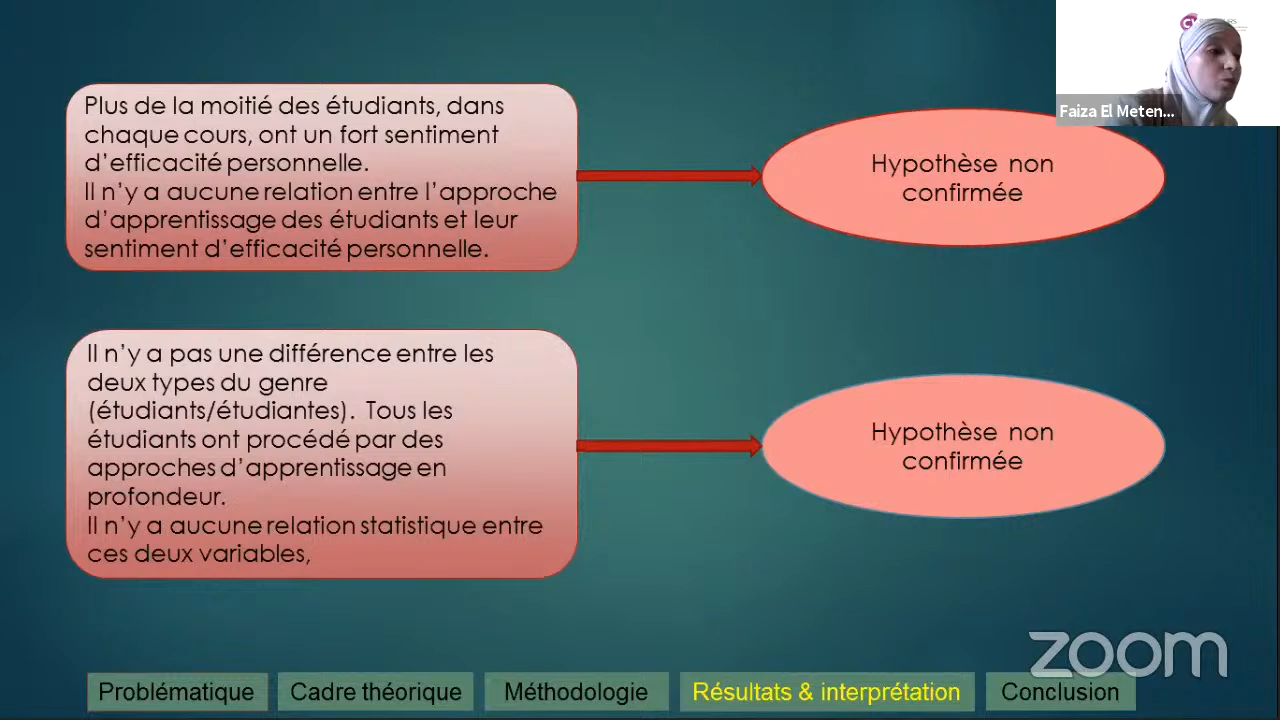 Plus de la moitié des étudiants, dans
chaque cours, ont un fort sentiment
d'efficacité personnelle.
Il n'y a aucune relation entre l'approche
d'apprentissage des étudiants et leur
sentiment d'efficacité personnelle.
Hypothèse non
confirmée
Faiza El Meten...
Il n'y a pas une différence entre les
deux types du genre
(étudiants/étudiantes). Tous les
étudiants ont procédé par des
approches d'apprentissage en
profondeur.
Il n'y a aucune relation statistique entre
ces deux variables,
Hypothèse non
confirmée
zoom
Problématique
Cadre théorique
Méthodologie
Résultats & interprétation
Conclusion